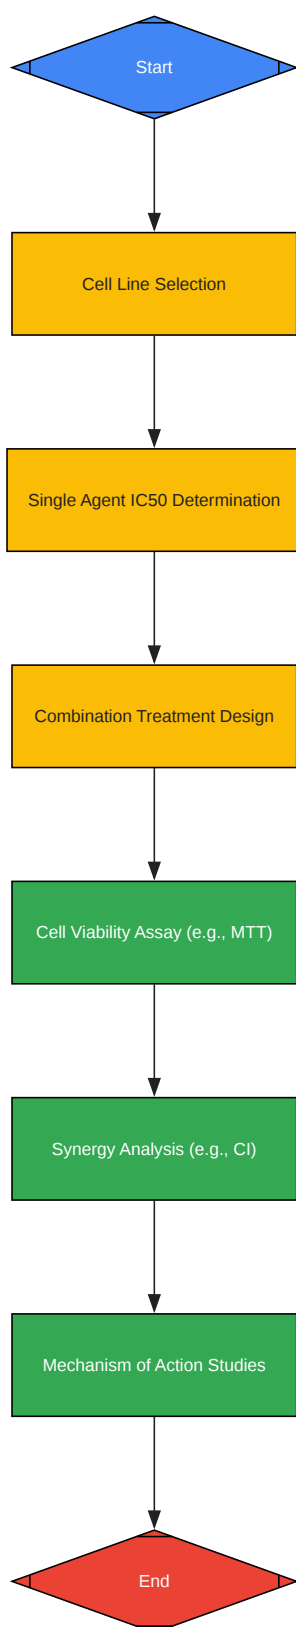 Start
Cell Line Selection
Single Agent IC50 Determination
Combination Treatment Design
Cell Viability Assay (e.g., MTT)
Synergy Analysis (e.g., CI)
Mechanism of Action Studies
End